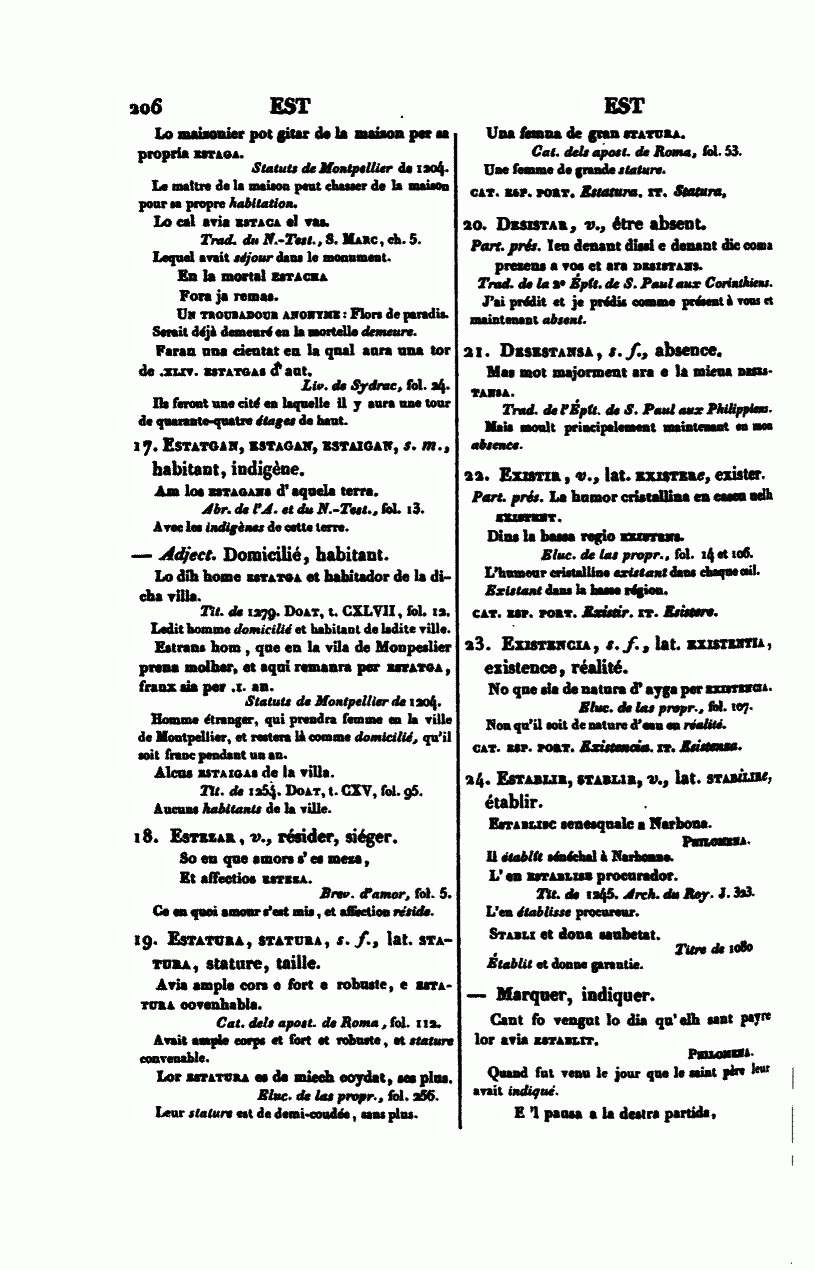 206 EST EST
Lo maisonier pot gitar de la maison per sa
propria ESTAGA.
Statuts de Montpellier de 1204.
Le maître de la maison peut chasser de la maison
pour sa propre habitation.
Lo cal avia ESTACA el vas.
Trad. du N.-Test., S. MARC, ch. 5.
Lequel avait séjour dans le monument.
En la mortal ESTACHA
Fora ja remas.
UN TROUBADOUR ANONYME : Flors de paradis.
Serait déjà demeuré en la mortelle demeure.
Faran una cieutat en la qual aura una tor
de .XLIV. ESTATGAS d'aut.
Liv. de Sydrac, fol. 24.
Ils feront une cité en laquelle il y aura une tour
de quarante-quatre étages de haut.
17. ESTATGAN, ESTAGAN, ESTAIGAN, s. m.,
habitant, indigène.
Am los ESTAGANS d'aquela terra.
Abr. de l'A. et du N.-Test., fol. 13.
Avec les indigènes de cette terre.
— Adject. Domicilié, habitant.
Lo dih home ESTATGA et habitador de la di-
cha villa.
Tit. de 1279. DOAT, t. CXLVII, fol. 12.
Ledit homme domicilié et habitant de ladite ville.
Estrans hom, que en la vila de Monpeslier
prena molher, et aqui remanra per ESTATGA,
franx sia per .I. an.
Statuts de Montpellier de 1204.
Homme étranger, qui prendra femme en la ville
de Montpellier, et restera là comme domicilié, qu'il
soit franc pendant un an.
Alcus ESTAIGAS de la villa.
Tit. de 1254. DOAT, t. CXV, fol. 95.
Aucuns habitants de la ville.
18. ESTEZAR, v., résider, siéger.
So en que amors s'es meza,
Et affectios ESTEZA.
Brev. d'amor, fol. 5.
Ce en quoi amour s'est mis, et affection réside.
19. ESTATURA, STATURA, s. f., lat. STA-
TURA, stature, taille.
Avia ample cors e fort e robuste, e ESTA-
TURA covenhabla.
Cat. dels apost. de Roma, fol. 112.
Avait ample corps et fort et robuste, et stature
convenable.
Lor ESTATURA es de miech coydat, ses plus.
Eluc. de las propr., fol. 256.
Leur stature est de demi-coudée, sans plus.
Una femna de gran STATURA.
Cat. dels apost. de Roma, fol. 53.
Une femme de grande stature.
CAT. ESP. PORT. Estatura. IT. Statura.
20. DESISTAR, v., être absent.
Part. prés. Ieu denant dissi e denant dic coma
prezens a vos et ara DESISTANS.
Trad. de la 2e Épît. de S. Paul aux Corinthiens.
J'ai prédit et je prédis comme présent à vous et
maintenant absent.
21. DESESTANSA, s. f., absence.
Mas mot majorment ara e la mieua DESES-
TANSA.
Trad. de l'Épît. de S. Paul aux Philippiens.
Mais moult principalement maintenant en mon
absence.
22. EXISTIR, v., lat. EXISTERE, exister.
Part. prés. La humor cristallina en cascu uelh
EXISTENT.
Dins la bassa regio EXISTENS.
Eluc. de las propr., fol. 14 et 106.
L'humeur cristalline existant dans chaque œil.
Existant dans la basse région.
CAT. ESP. PORT. Existir. IT. Esistere.
23. EXISTENCIA, s. f., lat. EXISTENTIA,
existence, réalité.
No que sia de natura d'ayga per EXISTENCIA.
Eluc. de las propr., fol. 107.
Non qu'il soit de nature d'eau en réalité.
CAT. ESP. PORT. Existencia. IT. Esistenza.
24. ESTABLIR, STABLIR, v., lat. STABILIRE,
établir.
ESTABLISC senesqualc a Narbona.
PHILOMENA.
Il établît sénéchal à Narbonne.
L'en ESTABLISS procurador.
Tit. de 1245. Arch. du Roy. J. 323.
L'en établisse procureur.
STABLI et dona saubetat.
Titre de 1080
Établit et donne garantie.
— Marquer, indiquer.
Cant fo vengut lo dia qu'elh sant payre
lor avia ESTABLIT.
PHILOMENA.
Quand fut venu le jour que le saint père leur
avait indiqué.
E 'l pausa a la destra partida,